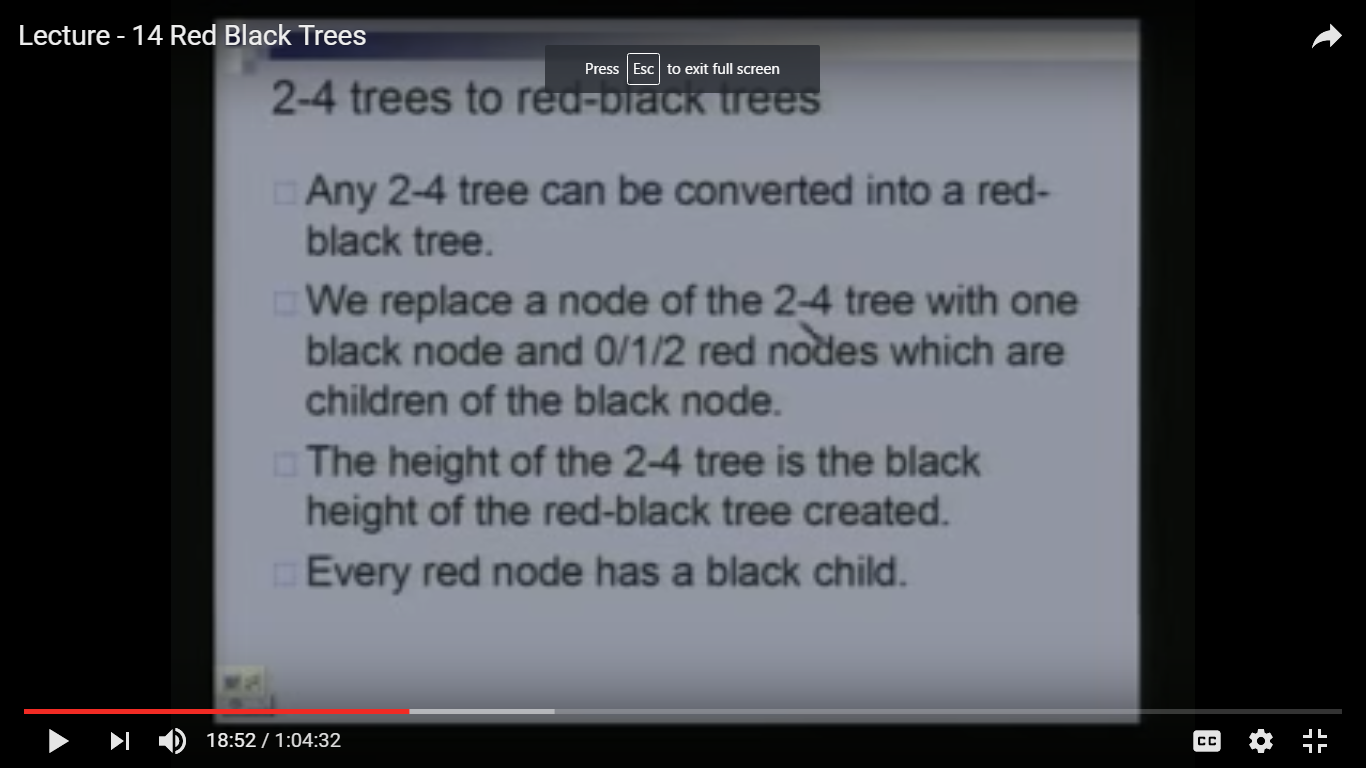 Lecture - 14 Red Black Trees
Press Esc to exit full screen
2-4 trees to red-black trees
Any 2-4 tree can be converted into a red-
black tree.
We replace a node of the 2-4 tree with one
black node and 0/1/2 red nodes which are
children of the black node.
The height of the 2-4 tree is the black
height of the red-black tree created.
Every red node has a black child.
18:52 / 1:04:32
CC